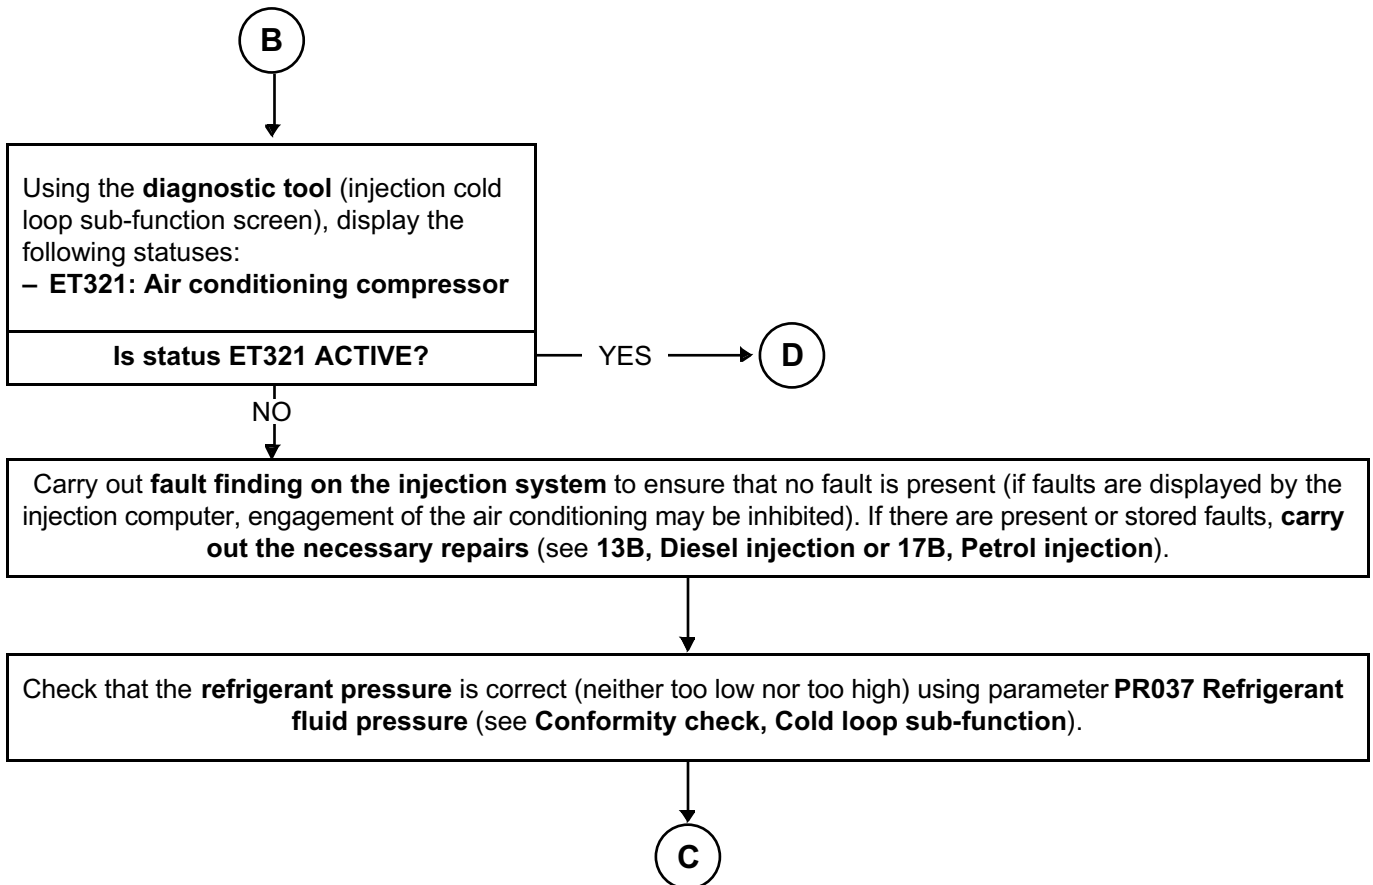 B
Using the diagnostic tool (injection cold
loop sub-function screen), display the
following statuses:
– ET321: Air conditioning compressor
Is status ET321 ACTIVE?
YES
D
NO
Carry out fault finding on the injection system to ensure that no fault is present (if faults are displayed by the
injection computer, engagement of the air conditioning may be inhibited). If there are present or stored faults, carry
out the necessary repairs (see 13B, Diesel injection or 17B, Petrol injection).
Check that the refrigerant pressure is correct (neither too low nor too high) using parameter PR037 Refrigerant
fluid pressure (see Conformity check, Cold loop sub-function).
C